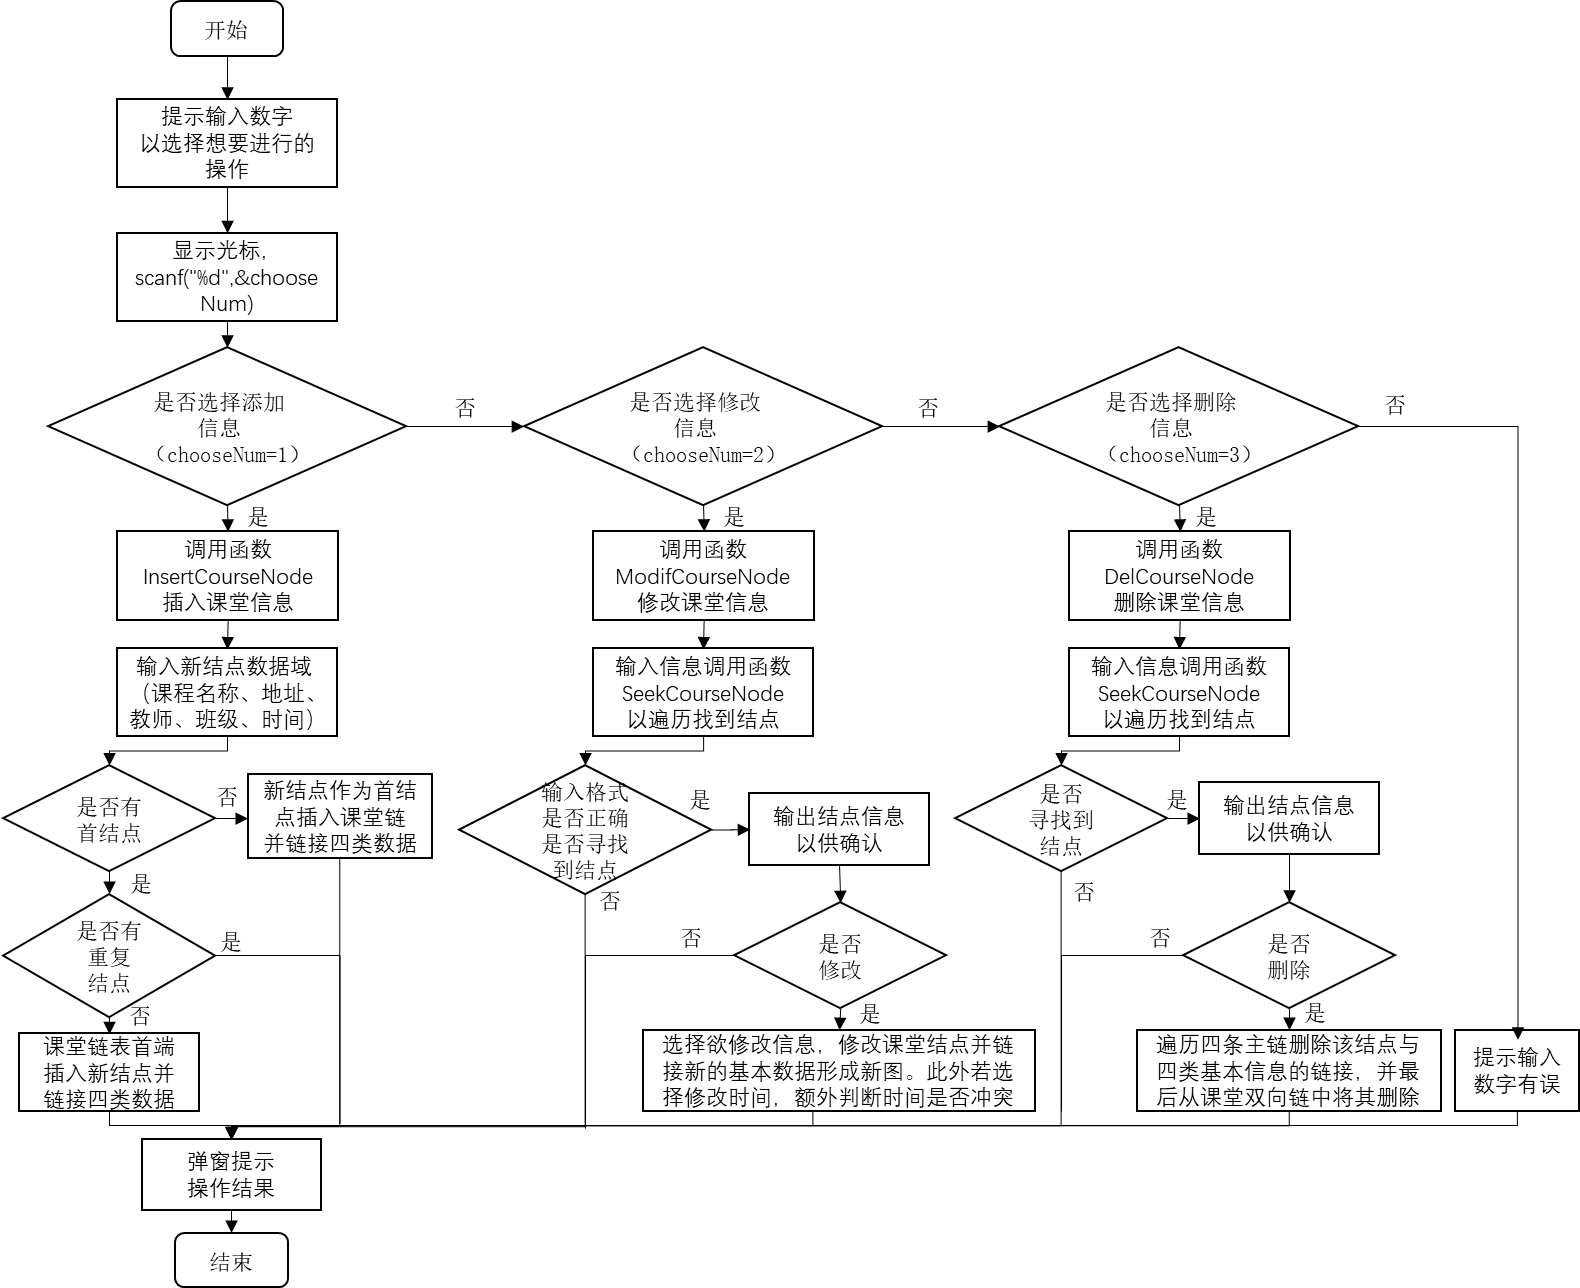 开始
提示输入数字
以选择想要进行的
操作
显示光标，
scanf("%d",&choose
Num)
是否选择添加
信息
（chooseNum=1）
否
是否选择修改
信息
（chooseNum=2）
否
是否选择删除
信息
（chooseNum=3）
否
是
是
是
调用函数
InsertCourseNode
插入课堂信息
调用函数
ModifCourseNode
修改课堂信息
调用函数
DelCourseNode
删除课堂信息
输入新结点数据域
（课程名称、地址、
教师、班级、时间）
输入信息调用函数
SeekCourseNode
以遍历找到结点
输入信息调用函数
SeekCourseNode
以遍历找到结点
是否有
首结点
否
新结点作为首结
点插入课堂链
并链接四类数据
输入格式
是否正确
是否寻找
到结点
是
输出结点信息
以供确认
是否
寻找到
结点
是
输出结点信息
以供确认
是
否
否
是否有
重复
结点
是
否
是否
修改
否
是否
删除
否
是
是
课堂链表首端
插入新结点并
链接四类数据
选择欲修改信息，修改课堂结点并链
接新的基本数据形成新图。此外若选
择修改时间，额外判断时间是否冲突
遍历四条主链删除该结点与
四类基本信息的链接，并最
后从课堂双向链中将其删除
提示输入
数字有误
弹窗提示
操作结果
结束